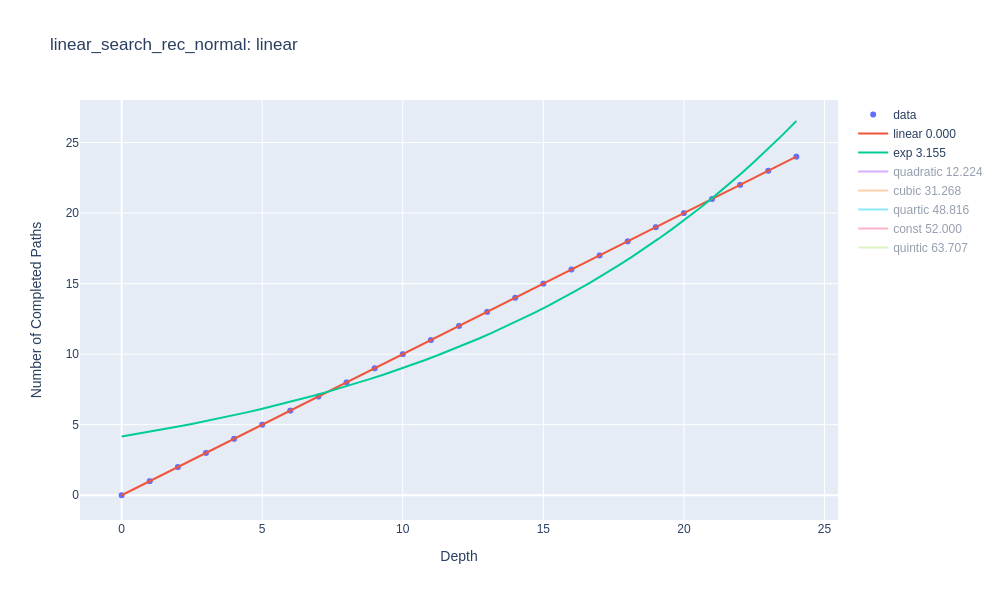 linear_search_rec_normal: linear
Number of Completed Paths
25
20
15
10
5
0
0
5
10
15
20
25
Depth
data
linear 0.000
exp 3.155
quadratic 12.224
cubic 31.268
quartic 48.816
const 52.000
quintic 63.707